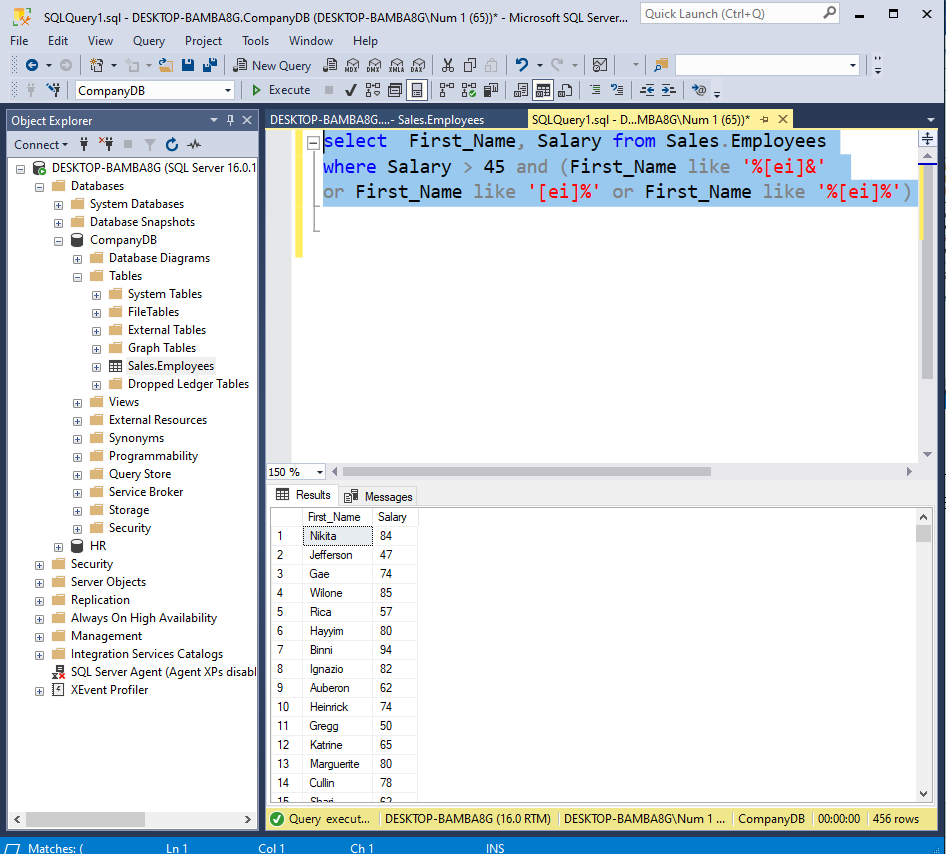 SQLQuery1.sql - DESKTOP-BAMBA8G.CompanyDB (DESKTOP-BAMBA8G\Num 1 (65))* - Microsoft SQL Server...
Quick Launch (Ctrl+Q)
File Edit View Query Project Tools Window Help
New Query MDX DMX XMLA DAX
CompanyDB Execute
Object Explorer
Connect
DESKTOP-BAMBA8G (SQL Server 16.0.1
Databases
System Databases
Database Snapshots
CompanyDB
Database Diagrams
Tables
System Tables
FileTables
External Tables
Graph Tables
Sales.Employees
Dropped Ledger Tables
Views
External Resources
Synonyms
Programmability
Query Store
Service Broker
Storage
Security
HR
Security
Server Objects
Replication
Always On High Availability
Management
Integration Services Catalogs
SQL Server Agent (Agent XPs disabl
XEvent Profiler
DESKTOP-BAMBA8G....- Sales.Employees
SQLQuery1.sql - D...MBA8G\Num 1 (65))*
select  First_Name, Salary from Sales.Employees
where Salary > 45 and (First_Name like '%[ei]&'
or First_Name like '[ei]%' or First_Name like '%[ei]%')
150 %
Results Messages
First_Name Salary
1 Nikita 84
2 Jefferson 47
3 Gae 74
4 Wilone 85
5 Rica 57
6 Hayyim 80
7 Binni 94
8 Ignazio 82
9 Auberon 62
10 Heinrick 74
11 Gregg 50
12 Katrine 65
13 Marguerite 80
14 Cullin 78
15 Shari 62
Query execut... DESKTOP-BAMBA8G (16.0 RTM) DESKTOP-BAMBA8G\Num 1 ... CompanyDB 00:00:00 456 rows
Matches: ( Ln 1 Col 1 Ch 1 INS